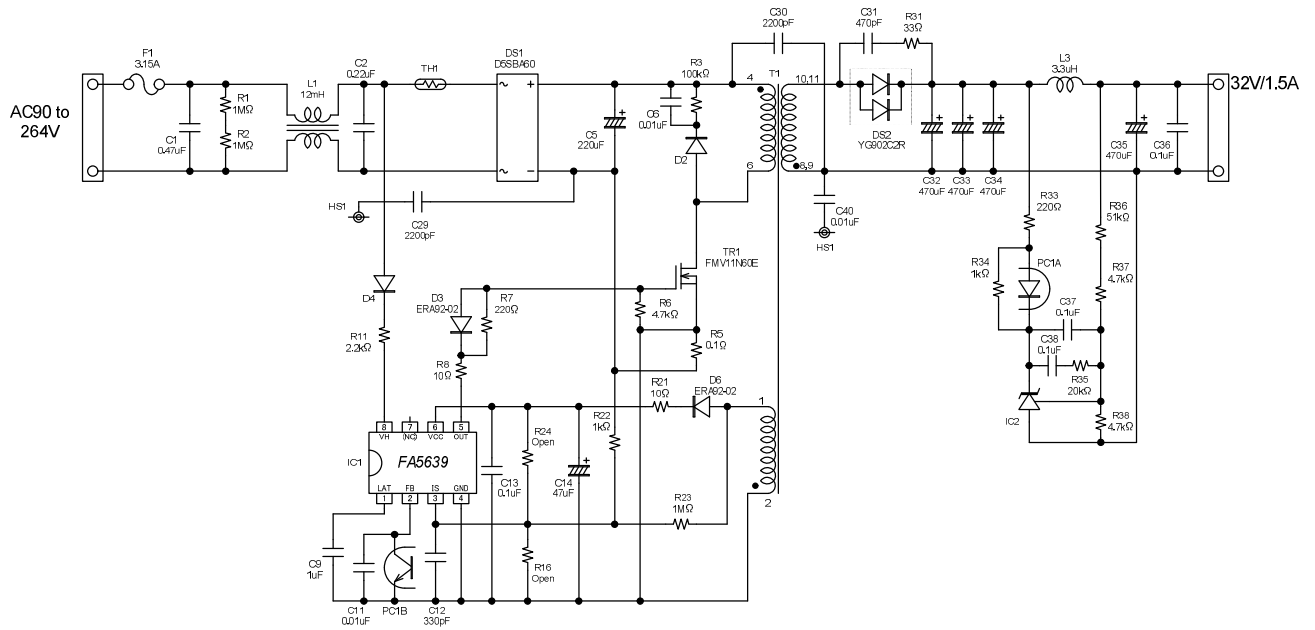 F1
3.15A
AC90 to
264V
C1
0.47uF
R1
1MΩ
R2
1MΩ
L1
12mH
C2
0.22uF
TH1
DS1
D5SBA60
~
+
~
−
HS1
C29
2200pF
C5
220uF
C6
0.01uF
R3
100kΩ
D2
C30
2200pF
T1
4
6
10,11
8,9
C31
470pF
R31
33Ω
DS2
YG902C2R
C40
0.01uF
HS1
+
C32
470uF
+
C33
470uF
+
C34
470uF
L3
3.3uH
+
C35
470uF
C36
0.1uF
32V/1.5A
R33
220Ω
R36
51kΩ
R34
1kΩ
PC1A
R37
4.7kΩ
C37
0.1uF
C38
0.1uF
R35
20kΩ
IC2
R38
4.7kΩ
TR1
FMV11N60E
R6
4.7kΩ
R5
0.1Ω
D4
R11
2.2kΩ
D3
ERA92-02
R7
220Ω
R8
10Ω
R21
10Ω
D6
ERA92-02
1
2
R22
1kΩ
R24
Open
C13
0.1uF
C14
47uF
+
R23
1MΩ
R16
Open
8
7
6
5
VH
(NC)
VCC
OUT
IC1
FA5639
LAT
FB
IS
GND
1
2
3
4
C9
1uF
C11
0.01uF
PC1B
C12
330pF